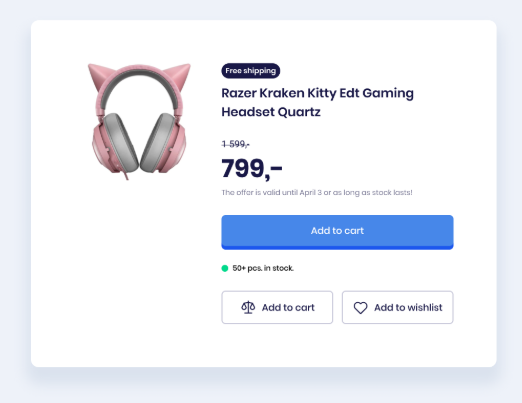 Free shipping
Razer Kraken Kitty Edt Gaming
Headset Quartz
1 599,-
799,-
The offer is valid until April 3 or as long as stock lasts!
Add to cart
50+ pcs. in stock.
Add to cart
Add to wishlist